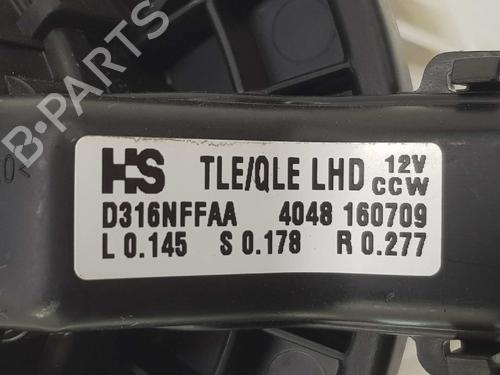 B-PARTS
HS TLE/QLE LHD 12V CCW
D316NFFAA 4048 160709
L 0.145 S 0.178 R 0.277